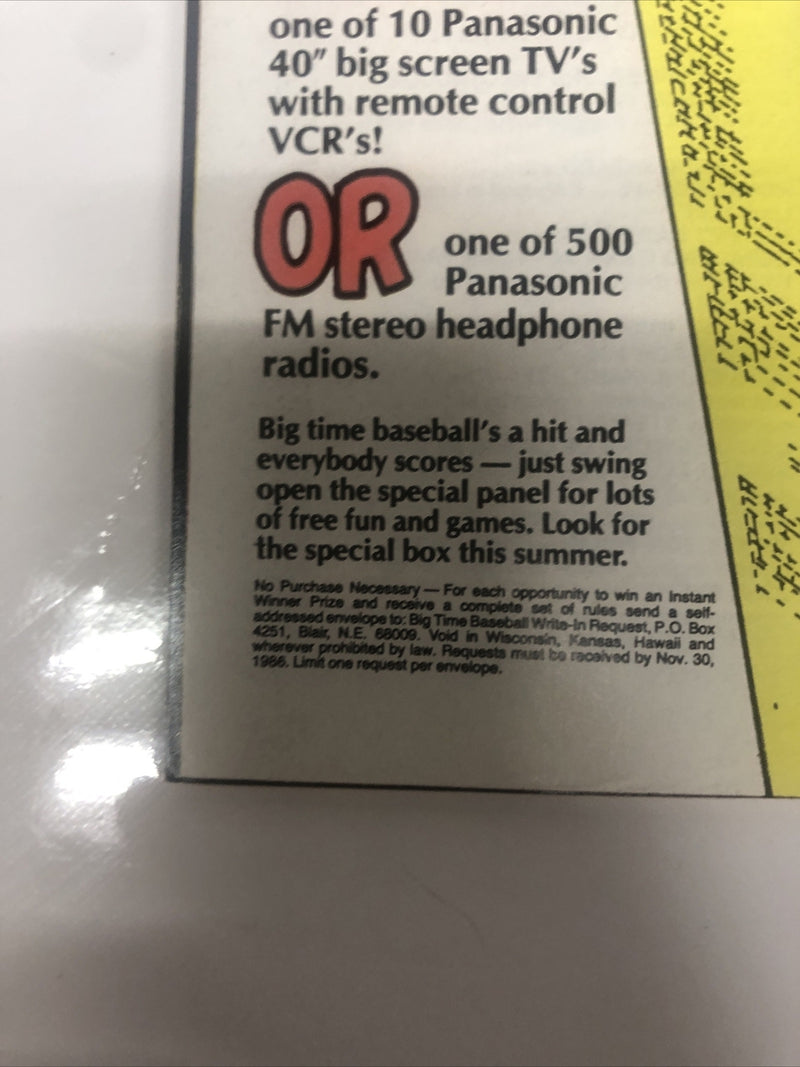 one of 10 Panasonic
40" big screen TV's
with remote control
VCR's!
OR one of 500
Panasonic
FM stereo headphone
radios.
Big time baseball's a hit and
everybody scores — just swing
open the special panel for lots
of free fun and games. Look for
the special box this summer.
No Purchase Necessary — For each opportunity to win an Instant
Winner Prize and receive a complete set of rules send a self-
addressed envelope to: Big Time Baseball Write-In Request, P.O. Box
4251, Blair, N.E. 68009. Void in Wisconsin, Kansas, Hawaii and
wherever prohibited by law. Requests must be received by Nov. 30,
1986. Limit one request per envelope.